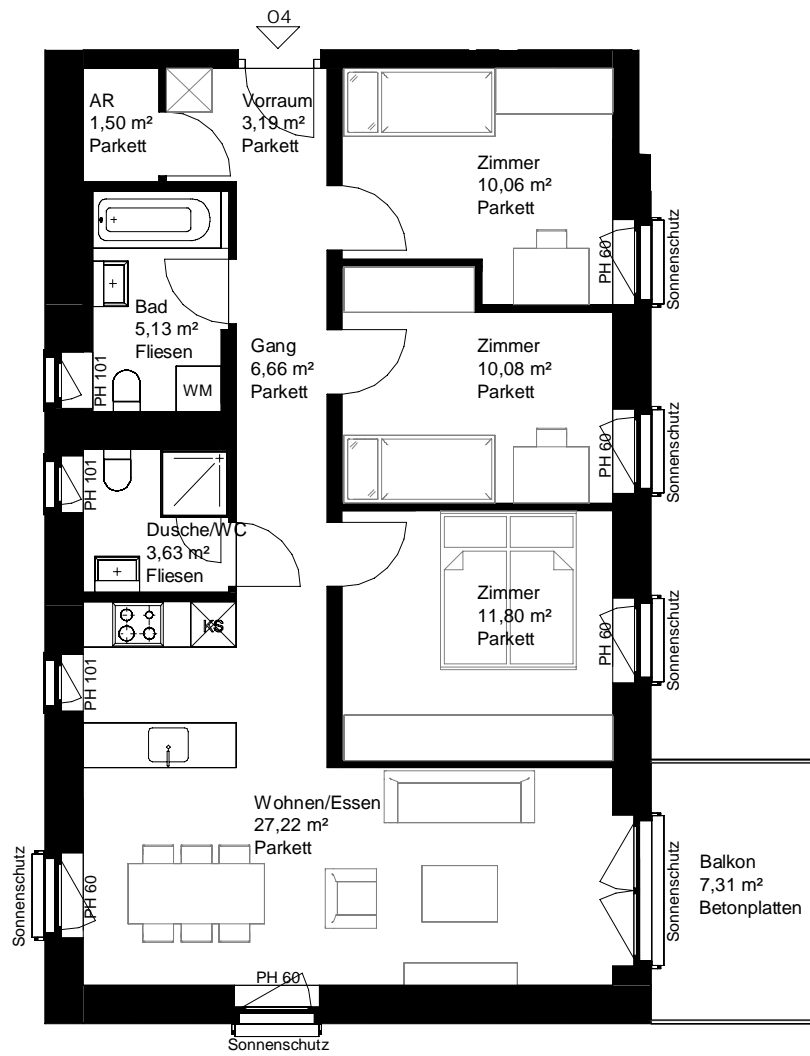 O4
AR
1,50 m²
Parkett
Vorraum
3,19 m²
Parkett
Zimmer
10,06 m²
Parkett
Sonnenschutz
PH 60
Bad
5,13 m²
Fliesen
WM
PH 101
Gang
6,66 m²
Parkett
Zimmer
10,08 m²
Parkett
Sonnenschutz
PH 60
PH 101
Dusche/WC
3,63 m²
Fliesen
Zimmer
11,80 m²
Parkett
Sonnenschutz
PH 60
KS
PH 101
Wohnen/Essen
27,22 m²
Parkett
Sonnenschutz
PH 60
Sonnenschutz
Balkon
7,31 m²
Betonplatten
PH 60
Sonnenschutz